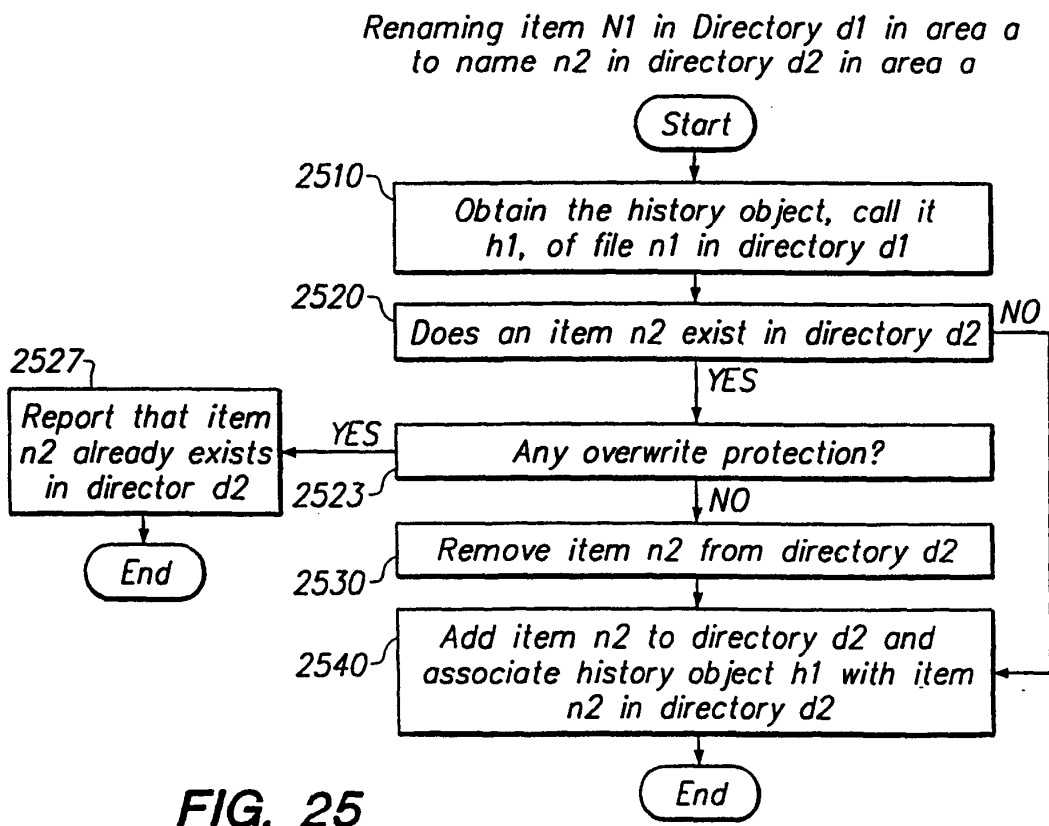 Renaming item N1 in Directory d1 in area a
to name n2 in directory d2 in area a
Start
2510
Obtain the history object, call it
h1, of file n1 in directory d1
2520
Does an item n2 exist in directory d2
NO
YES
2527
Report that item
n2 already exists
in director d2
YES
Any overwrite protection?
2523
NO
End
Remove item n2 from directory d2
2530
Add item n2 to directory d2 and
associate history object h1 with item
n2 in directory d2
2540
End
FIG. 25